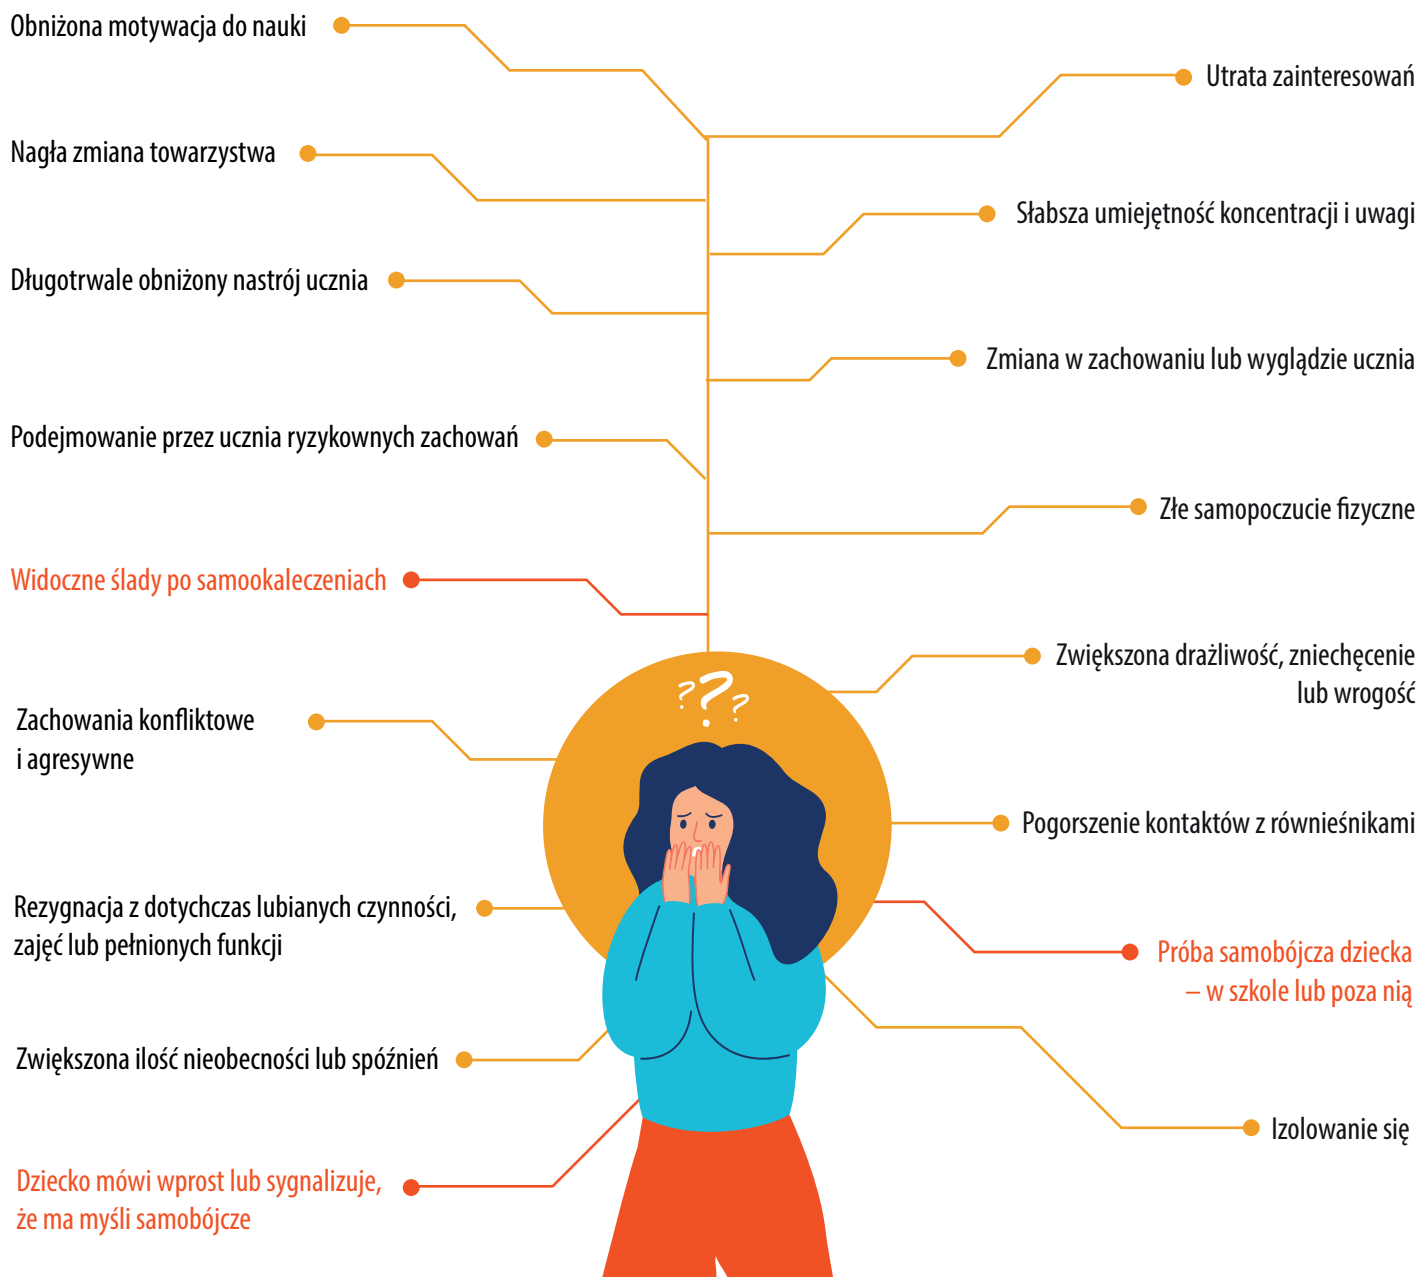 Obniżona motywacja do nauki
Utrata zainteresowań
Nagła zmiana towarzystwa
Słabsza umiejętność koncentracji i uwagi
Długotrwale obniżony nastrój ucznia
Zmiana w zachowaniu lub wyglądzie ucznia
Podejmowanie przez ucznia ryzykownych zachowań
Złe samopoczucie fizyczne
Widoczne ślady po samookaleczeniach
Zwiększona drażliwość, zniechęcenie
lub wrogość
???
Zachowania konfliktowe
i agresywne
Pogorszenie kontaktów z równieśnikami
Rezygnacja z dotychczas lubianych czynności,
zajęć lub pełnionych funkcji
Próba samobójcza dziecka
– w szkole lub poza nią
Zwiększona ilość nieobecności lub spóźnień
Izolowanie się
Dziecko mówi wprost lub sygnalizuje,
że ma myśli samobójcze